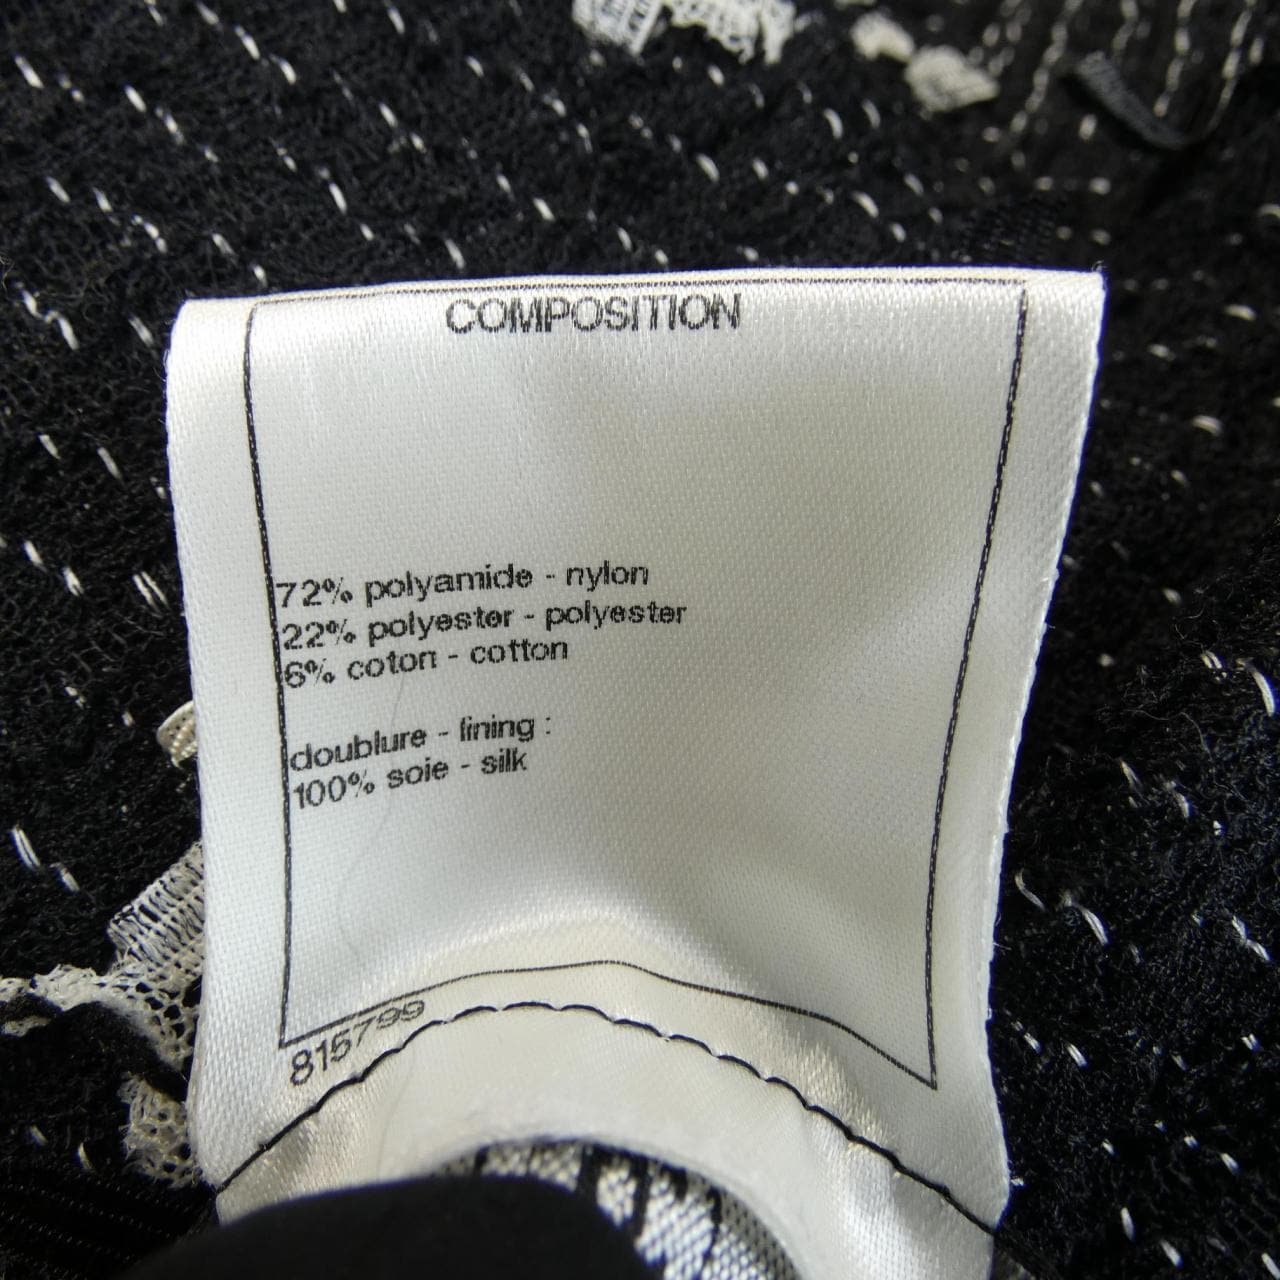 COMPOSITION
72% polyamide - nylon
22% polyester - polyester
6% coton - cotton
doublure - lining :
100% soie - silk
815799